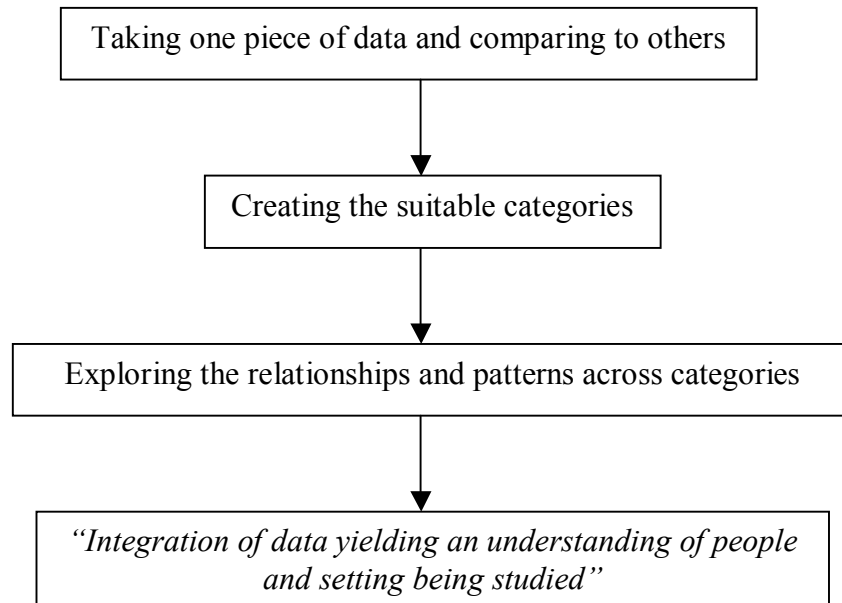 Taking one piece of data and comparing to others
Creating the suitable categories
Exploring the relationships and patterns across categories
“Integration of data yielding an understanding of people
and setting being studied”